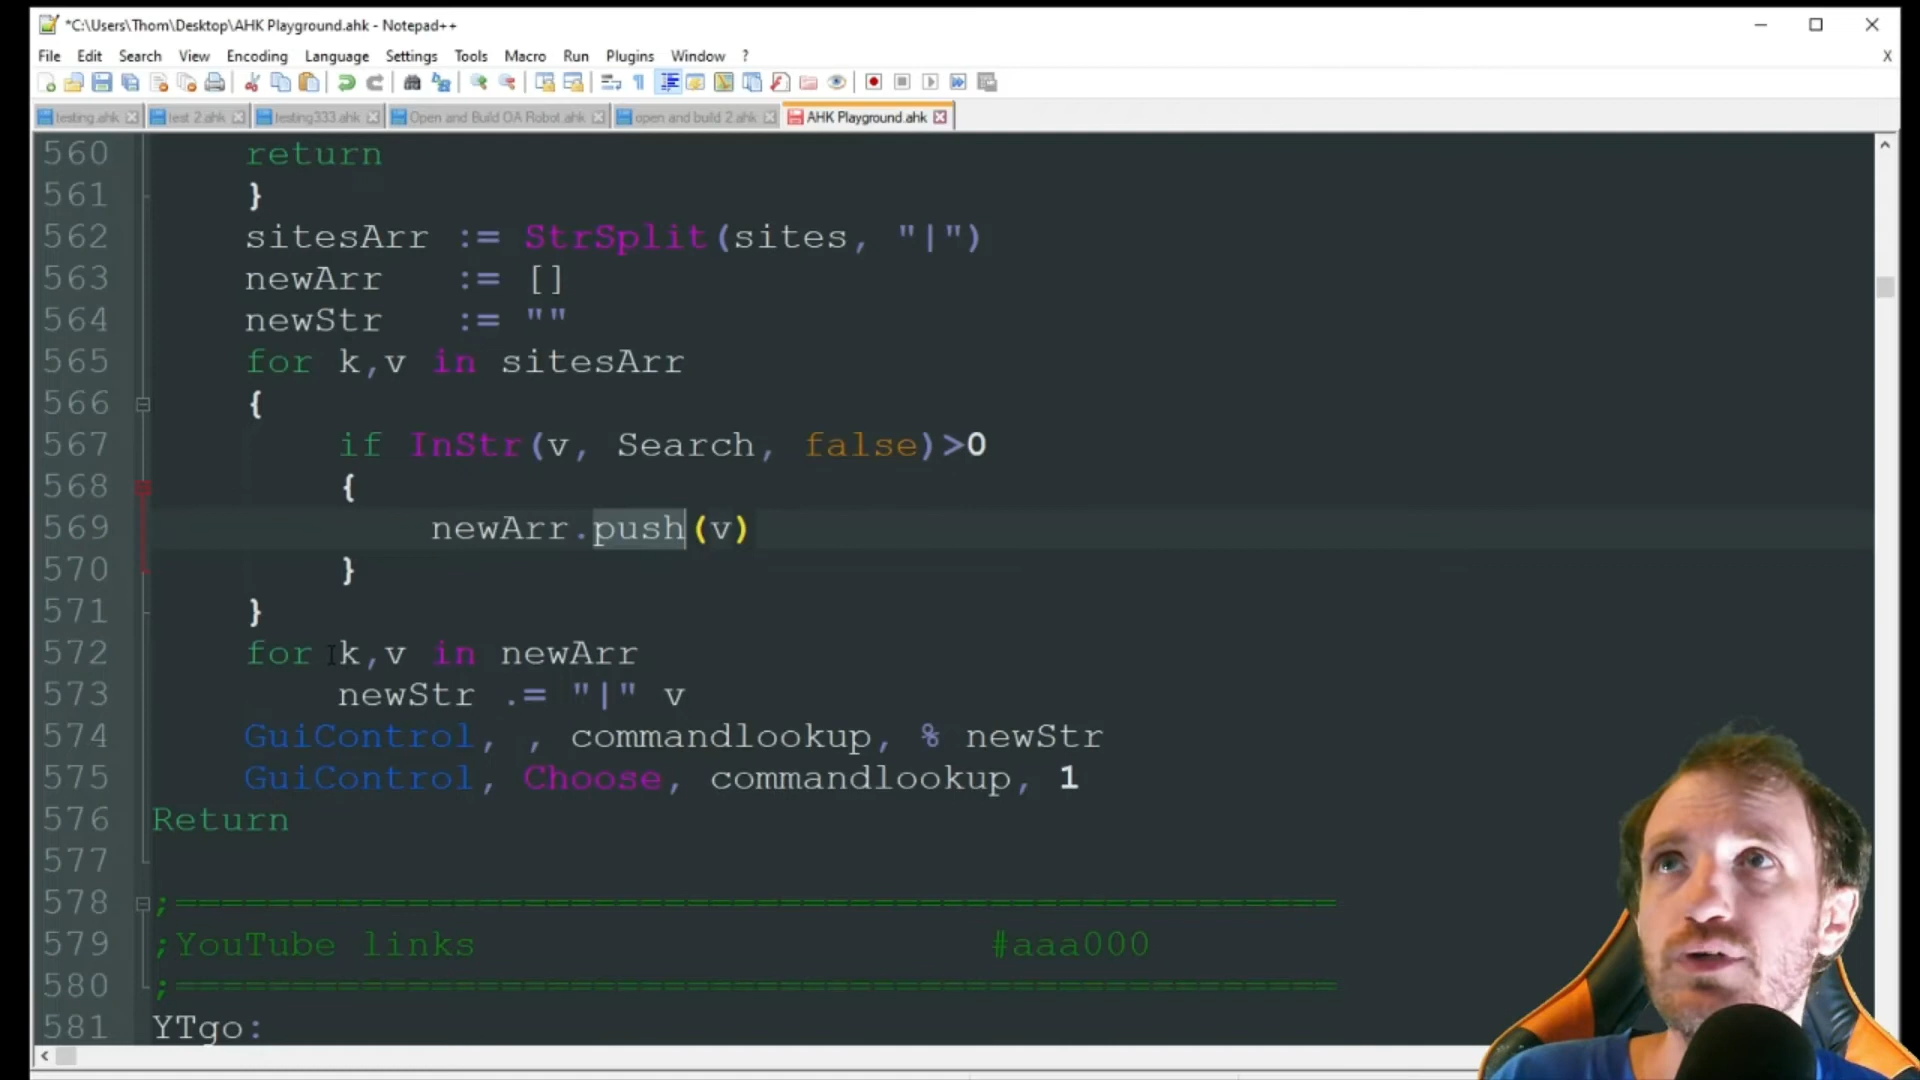 *C:\Users\Thom\Desktop\AHK Playground.ahk - Notepad++
File Edit Search View Encoding Language Settings Tools Macro Run Plugins Window ? X
testing.ahk test 2.ahk testing333.ahk Open and Build OA Robot.ahk open and build 2.ahk AHK Playground.ahk
560 return
561 }
562 sitesArr := StrSplit(sites, "|")
563 newArr := []
564 newStr := ""
565 for k,v in sitesArr
566 {
567 if InStr(v, Search, false)>0
568 {
569 newArr.push(v)
570 }
571 }
572 for k,v in newArr
573 newStr .= "|" v
574 GuiControl, , commandlookup, % newStr
575 GuiControl, Choose, commandlookup, 1
576 Return
577
578 ;==================================================
579 ;YouTube links #aaa000
580 ;==================================================
581 YTgo: